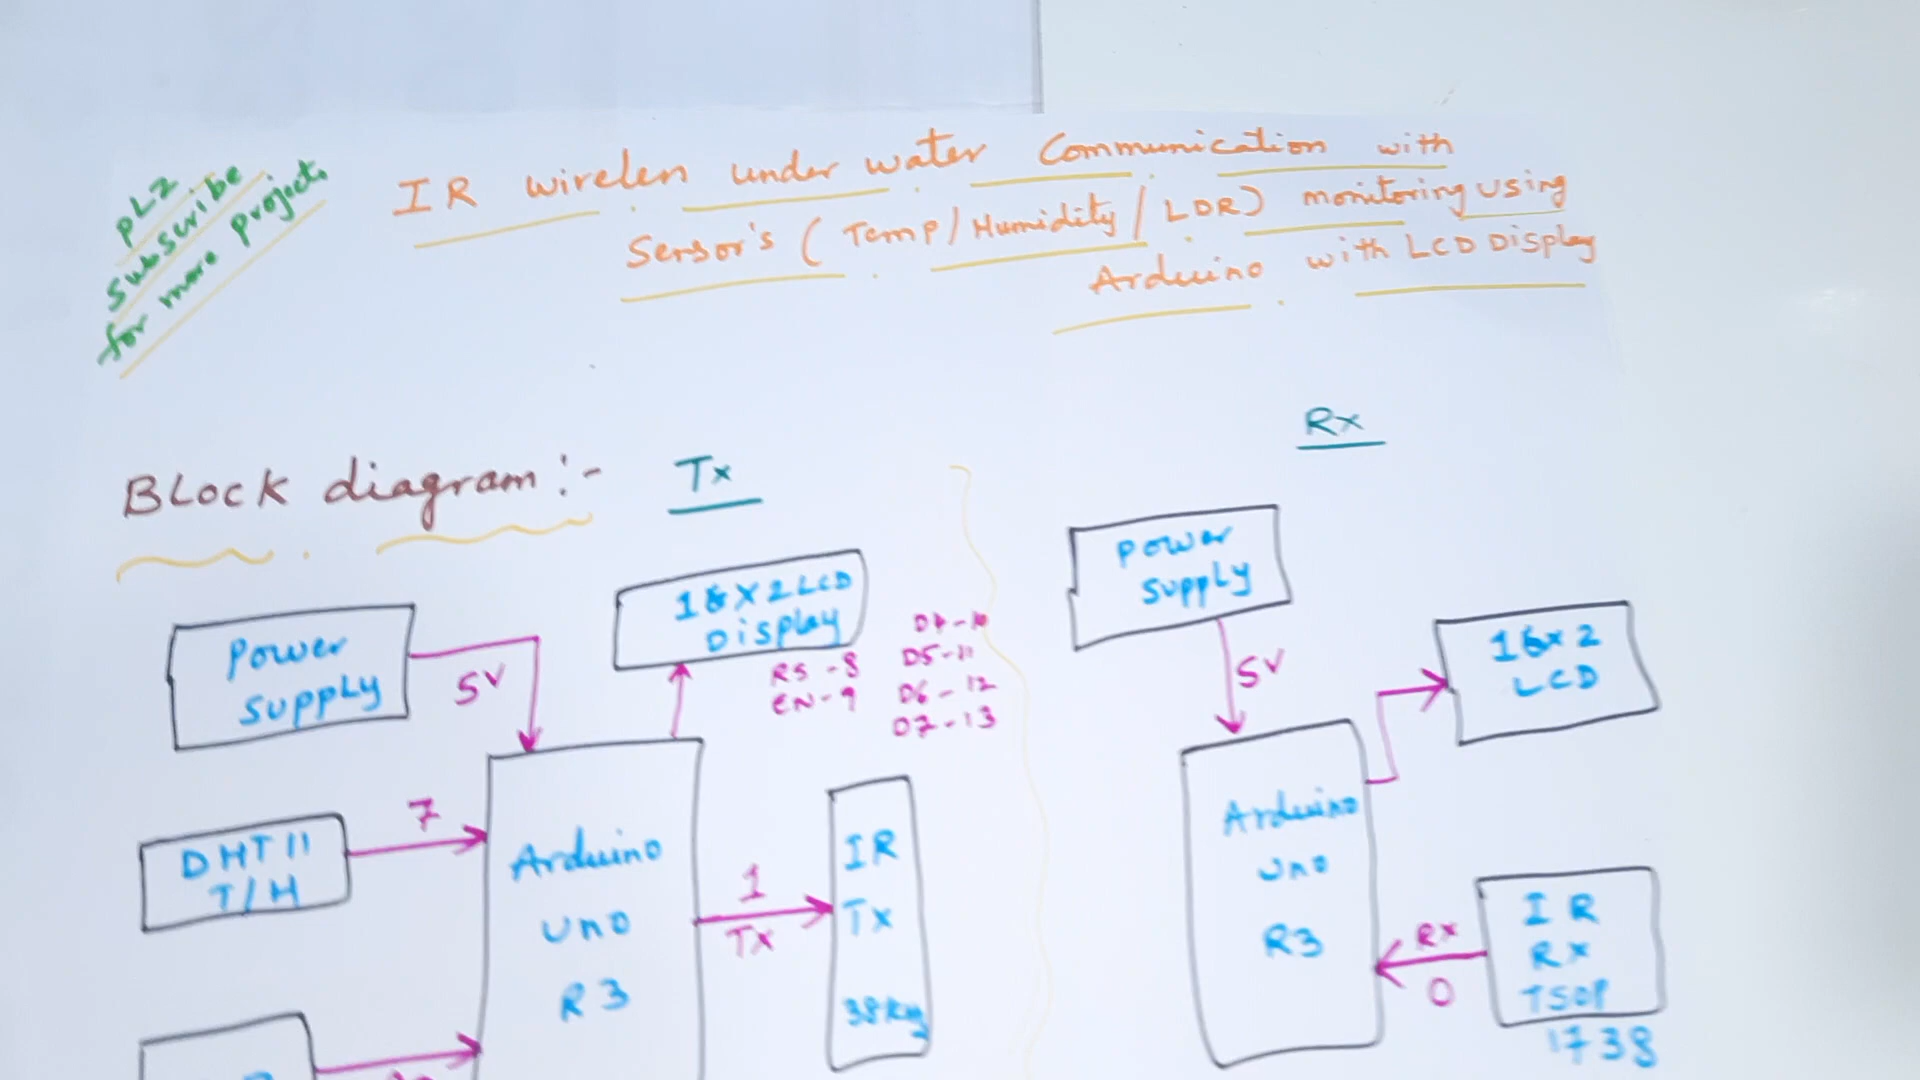 PLZ
subscribe
for more projects
IR wireless under water Communication with
Sensor's (Temp/Humidity/LDR) monitoring using
Arduino with LCD Display
Block diagram :-
Tx
Power
supply
5V
16X2 LCD
Display
RS-8
EN-9
D4-10
D5-11
D6-12
D7-13
DHT11
T/H
7
Arduino
uno
R3
1
Tx
IR
Tx
Rx
power
supply
5V
16x2
LCD
Arduino
uno
R3
Rx
0
IR
RX
TSOP
1738